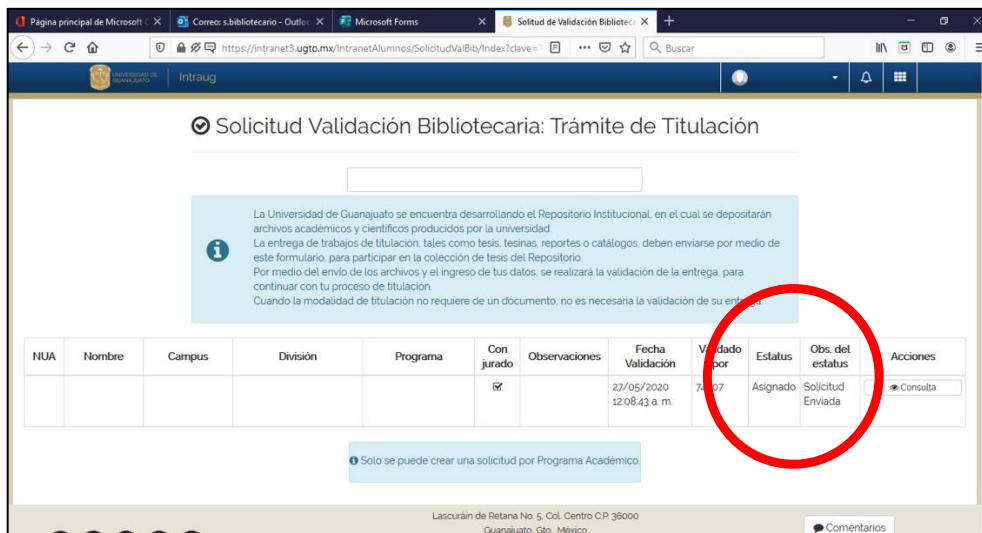 Página principal de Microsoft
Correo: s.bibliotecario - Outloo
Microsoft Forms
Solitud de Validación Biblioteca
https://intranet3.ugto.mx/IntranetAlumnos/SolicitudValBib/Index?clave=
Buscar
UNIVERSIDAD DE GUANAJUATO
Intraug
Solicitud Validación Bibliotecaria: Trámite de Titulación
La Universidad de Guanajuato se encuentra desarrollando el Repositorio Institucional, en el cual se depositarán
archivos académicos y científicos producidos por la universidad.
La entrega de trabajos de titulación, tales como tesis, tesinas, reportes o catálogos, deben enviarse por medio de
este formulario, para participar en la colección de tesis del Repositorio.
Por medio del envío de los archivos y el ingreso de tus datos, se realizará la validación de la entrega, para
continuar con tu proceso de titulación.
Cuando la modalidad de titulación no requiere de un documento, no es necesaria la validación de su entrega.
NUA Nombre Campus División Programa Con jurado Observaciones Fecha Validación Validado por Estatus Obs. del estatus Acciones
27/05/2020 Asignado Solicitud Consulta
12:08:43 a. m. Enviada
Solo se puede crear una solicitud por Programa Académico.
Lascuráin de Retana No. 5, Col. Centro C.P. 36000
Guanajuato, Gto., México
Comentarios